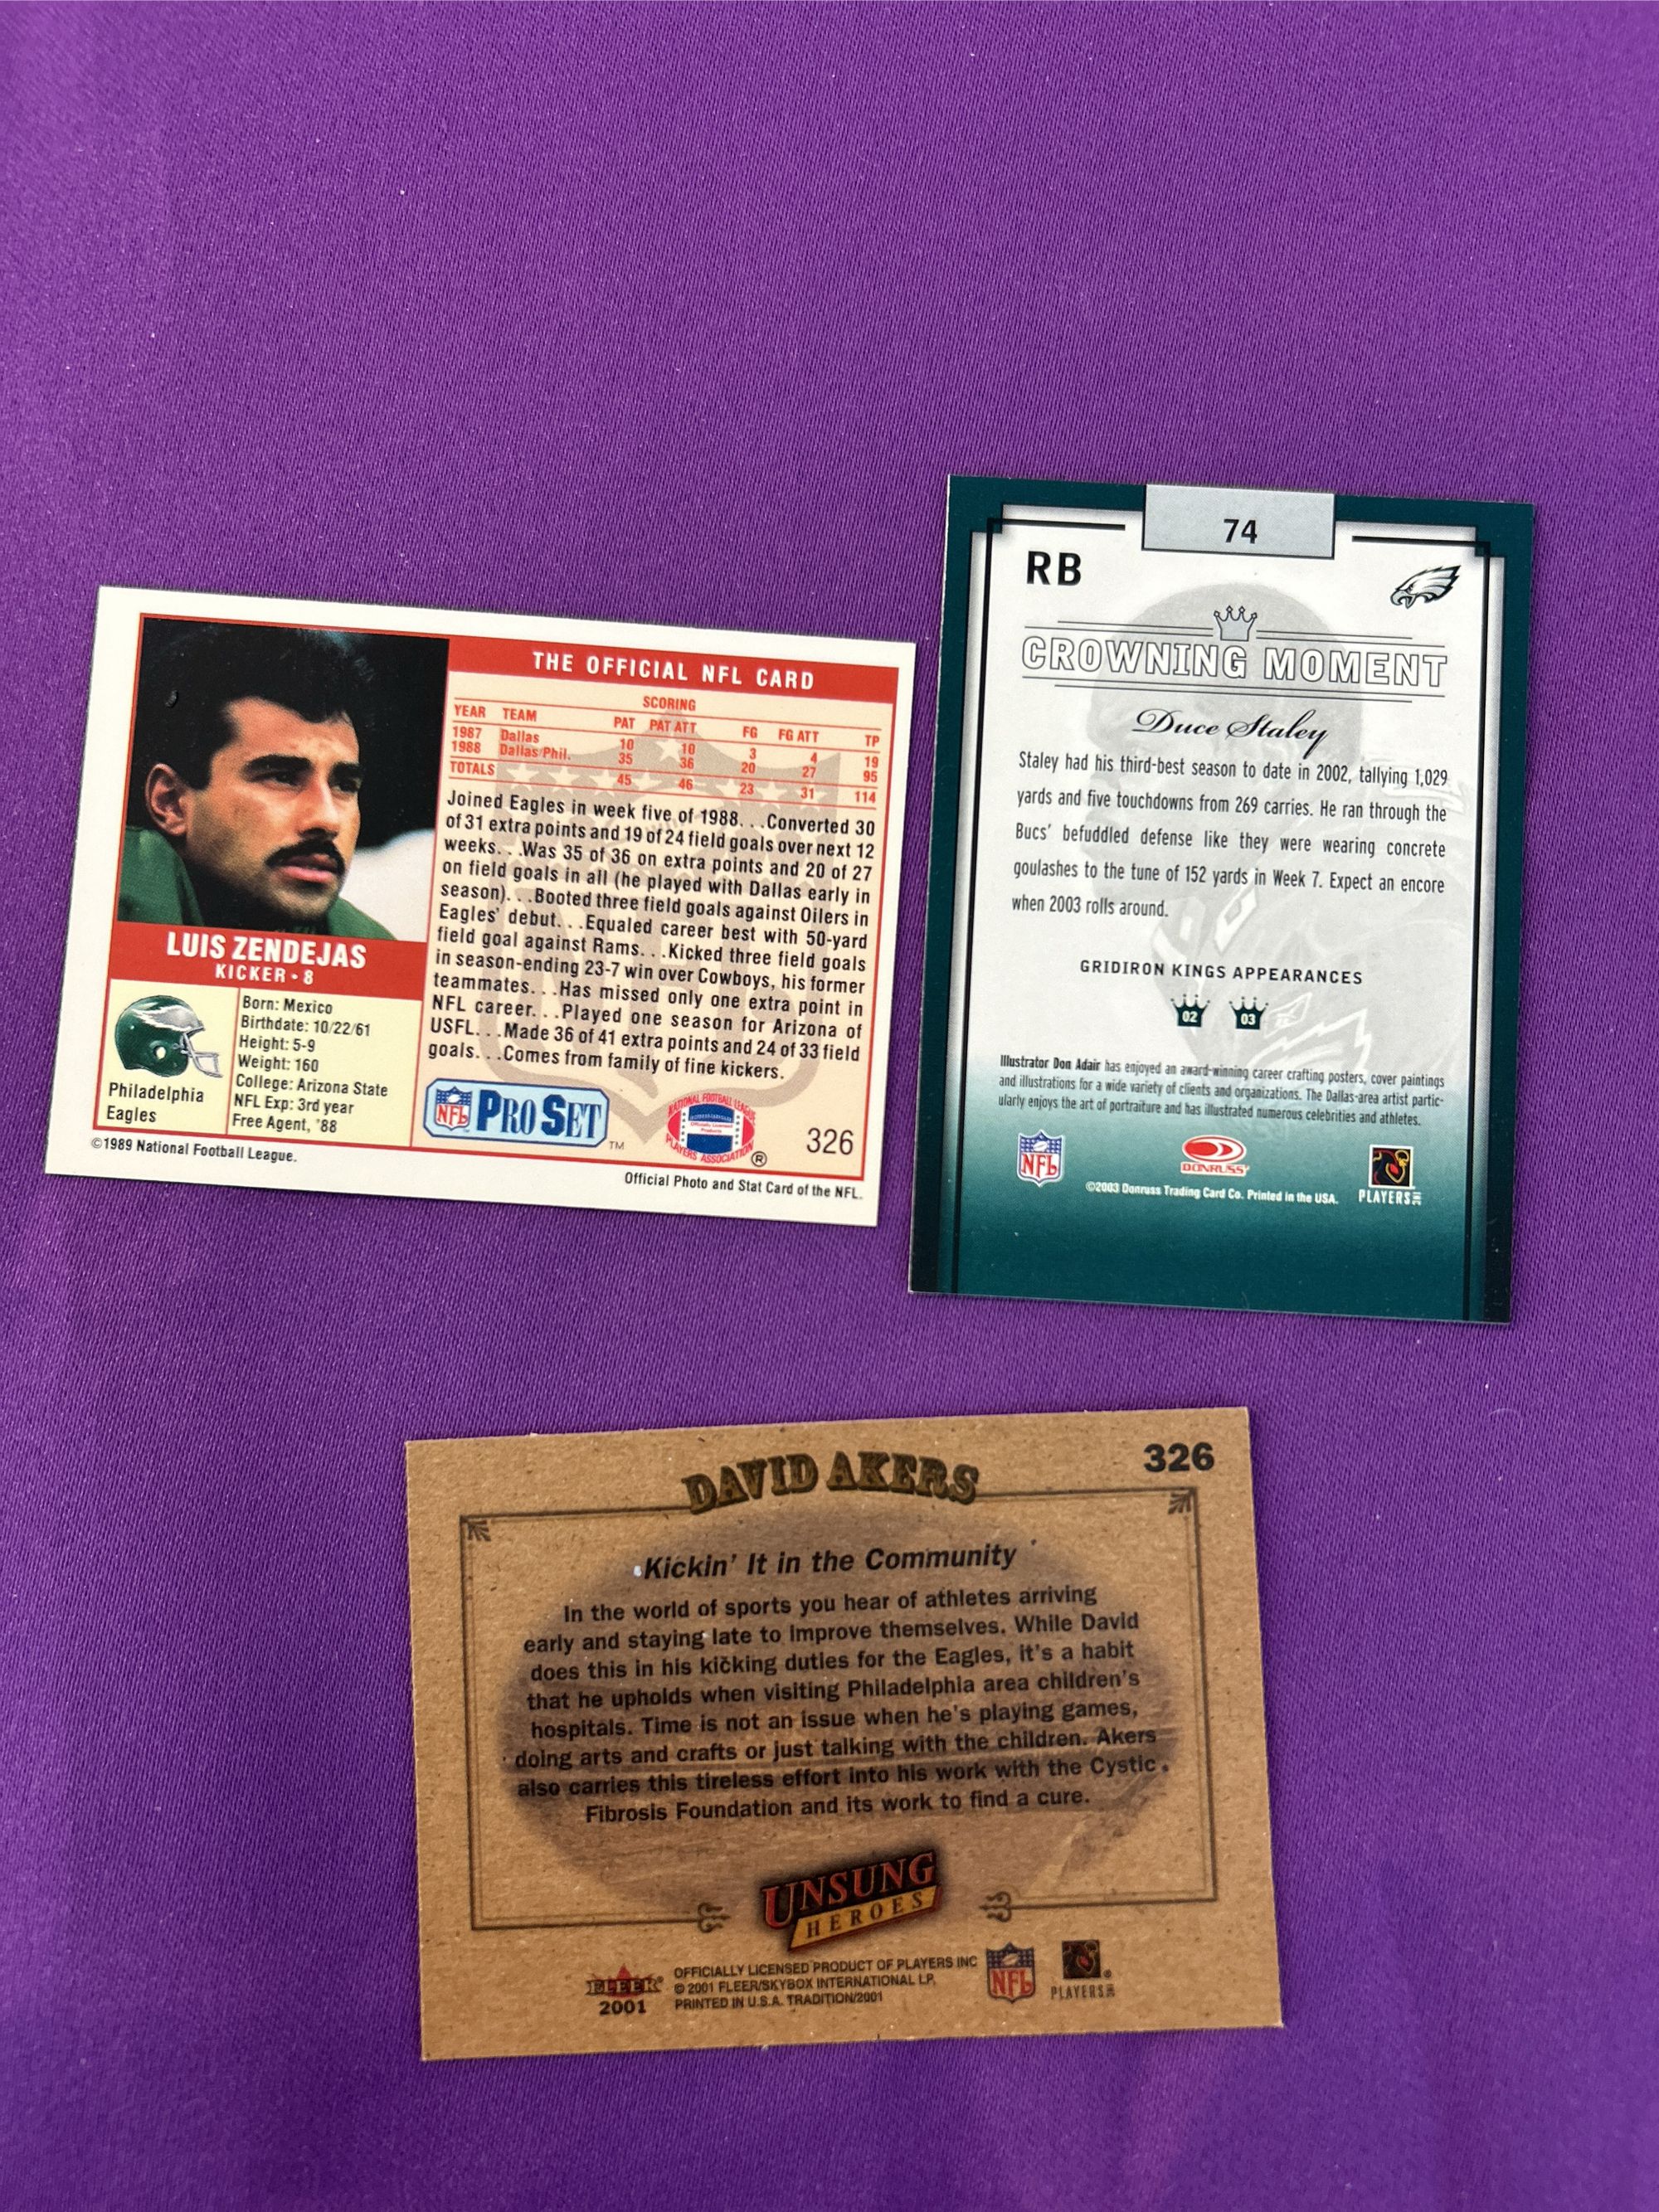 THE OFFICIAL NFL CARD
SCORING
YEAR TEAM PAT PAT ATT FG FG ATT TP
1987 Dallas 10 10 3 4 19
1988 Dallas/Phil. 35 36 20 27 95
TOTALS 45 46 23 31 114
Joined Eagles in week five of 1988. . .Converted 30
of 31 extra points and 19 of 24 field goals over next 12
weeks. . .Was 35 of 36 on extra points and 20 of 27
on field goals in all (he played with Dallas early in
season). . .Booted three field goals against Oilers in
Eagles' debut. . .Equaled career best with 50-yard
field goal against Rams. . .Kicked three field goals
in season-ending 23-7 win over Cowboys, his former
teammates. . .Has missed only one extra point in
NFL career. . .Played one season for Arizona of
USFL. . .Made 36 of 41 extra points and 24 of 33 field
goals. . .Comes from family of fine kickers.
LUIS ZENDEJAS
KICKER • 8
Philadelphia
Eagles
Born: Mexico
Birthdate: 10/22/61
Height: 5-9
Weight: 160
College: Arizona State
NFL Exp: 3rd year
Free Agent, '88
NFL PRO SET ™
NATIONAL FOOTBALL LEAGUE
Officially Licensed
Product
PLAYERS ASSOCIATION ®
326
©1989 National Football League.
Official Photo and Stat Card of the NFL.
74
RB
CROWNING MOMENT
Duce Staley
Staley had his third-best season to date in 2002, tallying 1,029
yards and five touchdowns from 269 carries. He ran through the
Bucs' befuddled defense like they were wearing concrete
goulashes to the tune of 152 yards in Week 7. Expect an encore
when 2003 rolls around.
GRIDIRON KINGS APPEARANCES
02 03
Illustrator Don Adair has enjoyed an award-winning career crafting posters, cover paintings
and illustrations for a wide variety of clients and organizations. The Dallas-area artist partic-
ularly enjoys the art of portraiture and has illustrated numerous celebrities and athletes.
NFL
DONRUSS
©2003 Donruss Trading Card Co. Printed in the USA.
PLAYERS INC
DAVID AKERS
326
Kickin' It in the Community
In the world of sports you hear of athletes arriving
early and staying late to improve themselves. While David
does this in his kicking duties for the Eagles, it's a habit
that he upholds when visiting Philadelphia area children's
hospitals. Time is not an issue when he's playing games,
doing arts and crafts or just talking with the children. Akers
also carries this tireless effort into his work with the Cystic
Fibrosis Foundation and its work to find a cure.
UNSUNG
HEROES
FLEER
2001
OFFICIALLY LICENSED PRODUCT OF PLAYERS INC
© 2001 FLEER/SKYBOX INTERNATIONAL LP.
PRINTED IN U.S.A. TRADITION/2001
NFL
PLAYERS INC